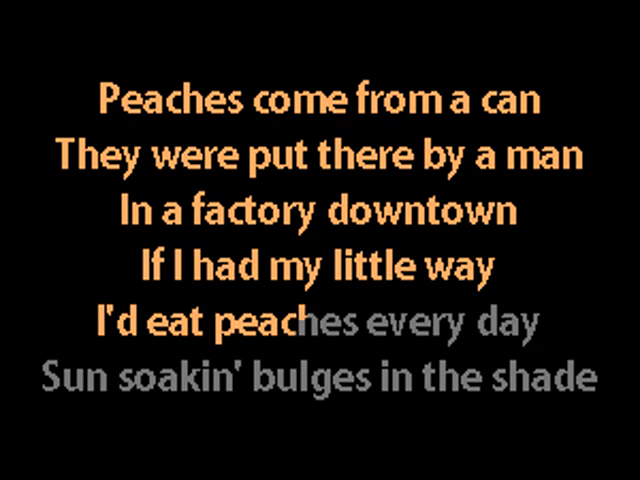 Peaches come from a can
They were put there by a man
In a factory downtown
If I had my little way
I'd eat peaches every day
Sun soakin' bulges in the shade